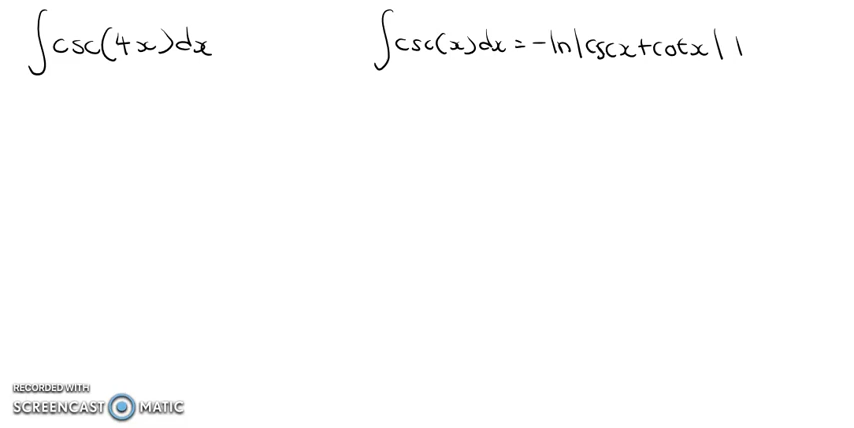 ∫csc(4x)dx
∫csc(x)dx = -ln|cscx+cotx| |
RECORDED WITH
SCREENCAST MATIC